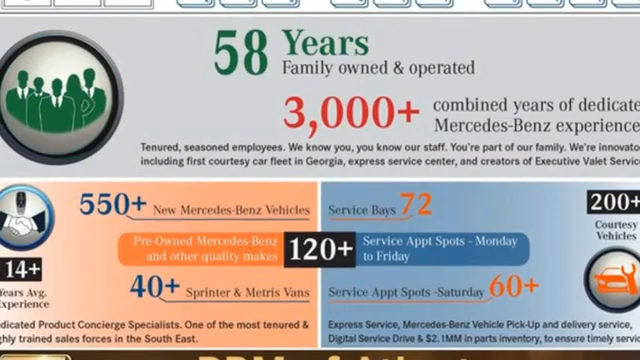 58 Years
Family owned & operated
3,000+ combined years of dedicate
Mercedes-Benz experience
Tenured, seasoned employees. We know you, you know our staff. You're part of our family. We're innovato
including first courtesy car fleet in Georgia, express service center, and creators of Executive Valet Servic
550+ New Mercedes-Benz Vehicles
Service Bays 72
200+
Courtesy
Vehicles
Pre-Owned Mercedes-Benz
and other quality makes
120+
Service Appt Spots - Monday
to Friday
14+
Years Avg.
Experience
40+ Sprinter & Metris Vans
Service Appt Spots -Saturday 60+
dicated Product Concierge Specialists. One of the most tenured &
ghly trained sales forces in the South East.
Express Service, Mercedes-Benz Vehicle Pick-Up and delivery service,
Digital Service Drive & $2.1MM in parts inventory, to ensure timely servic